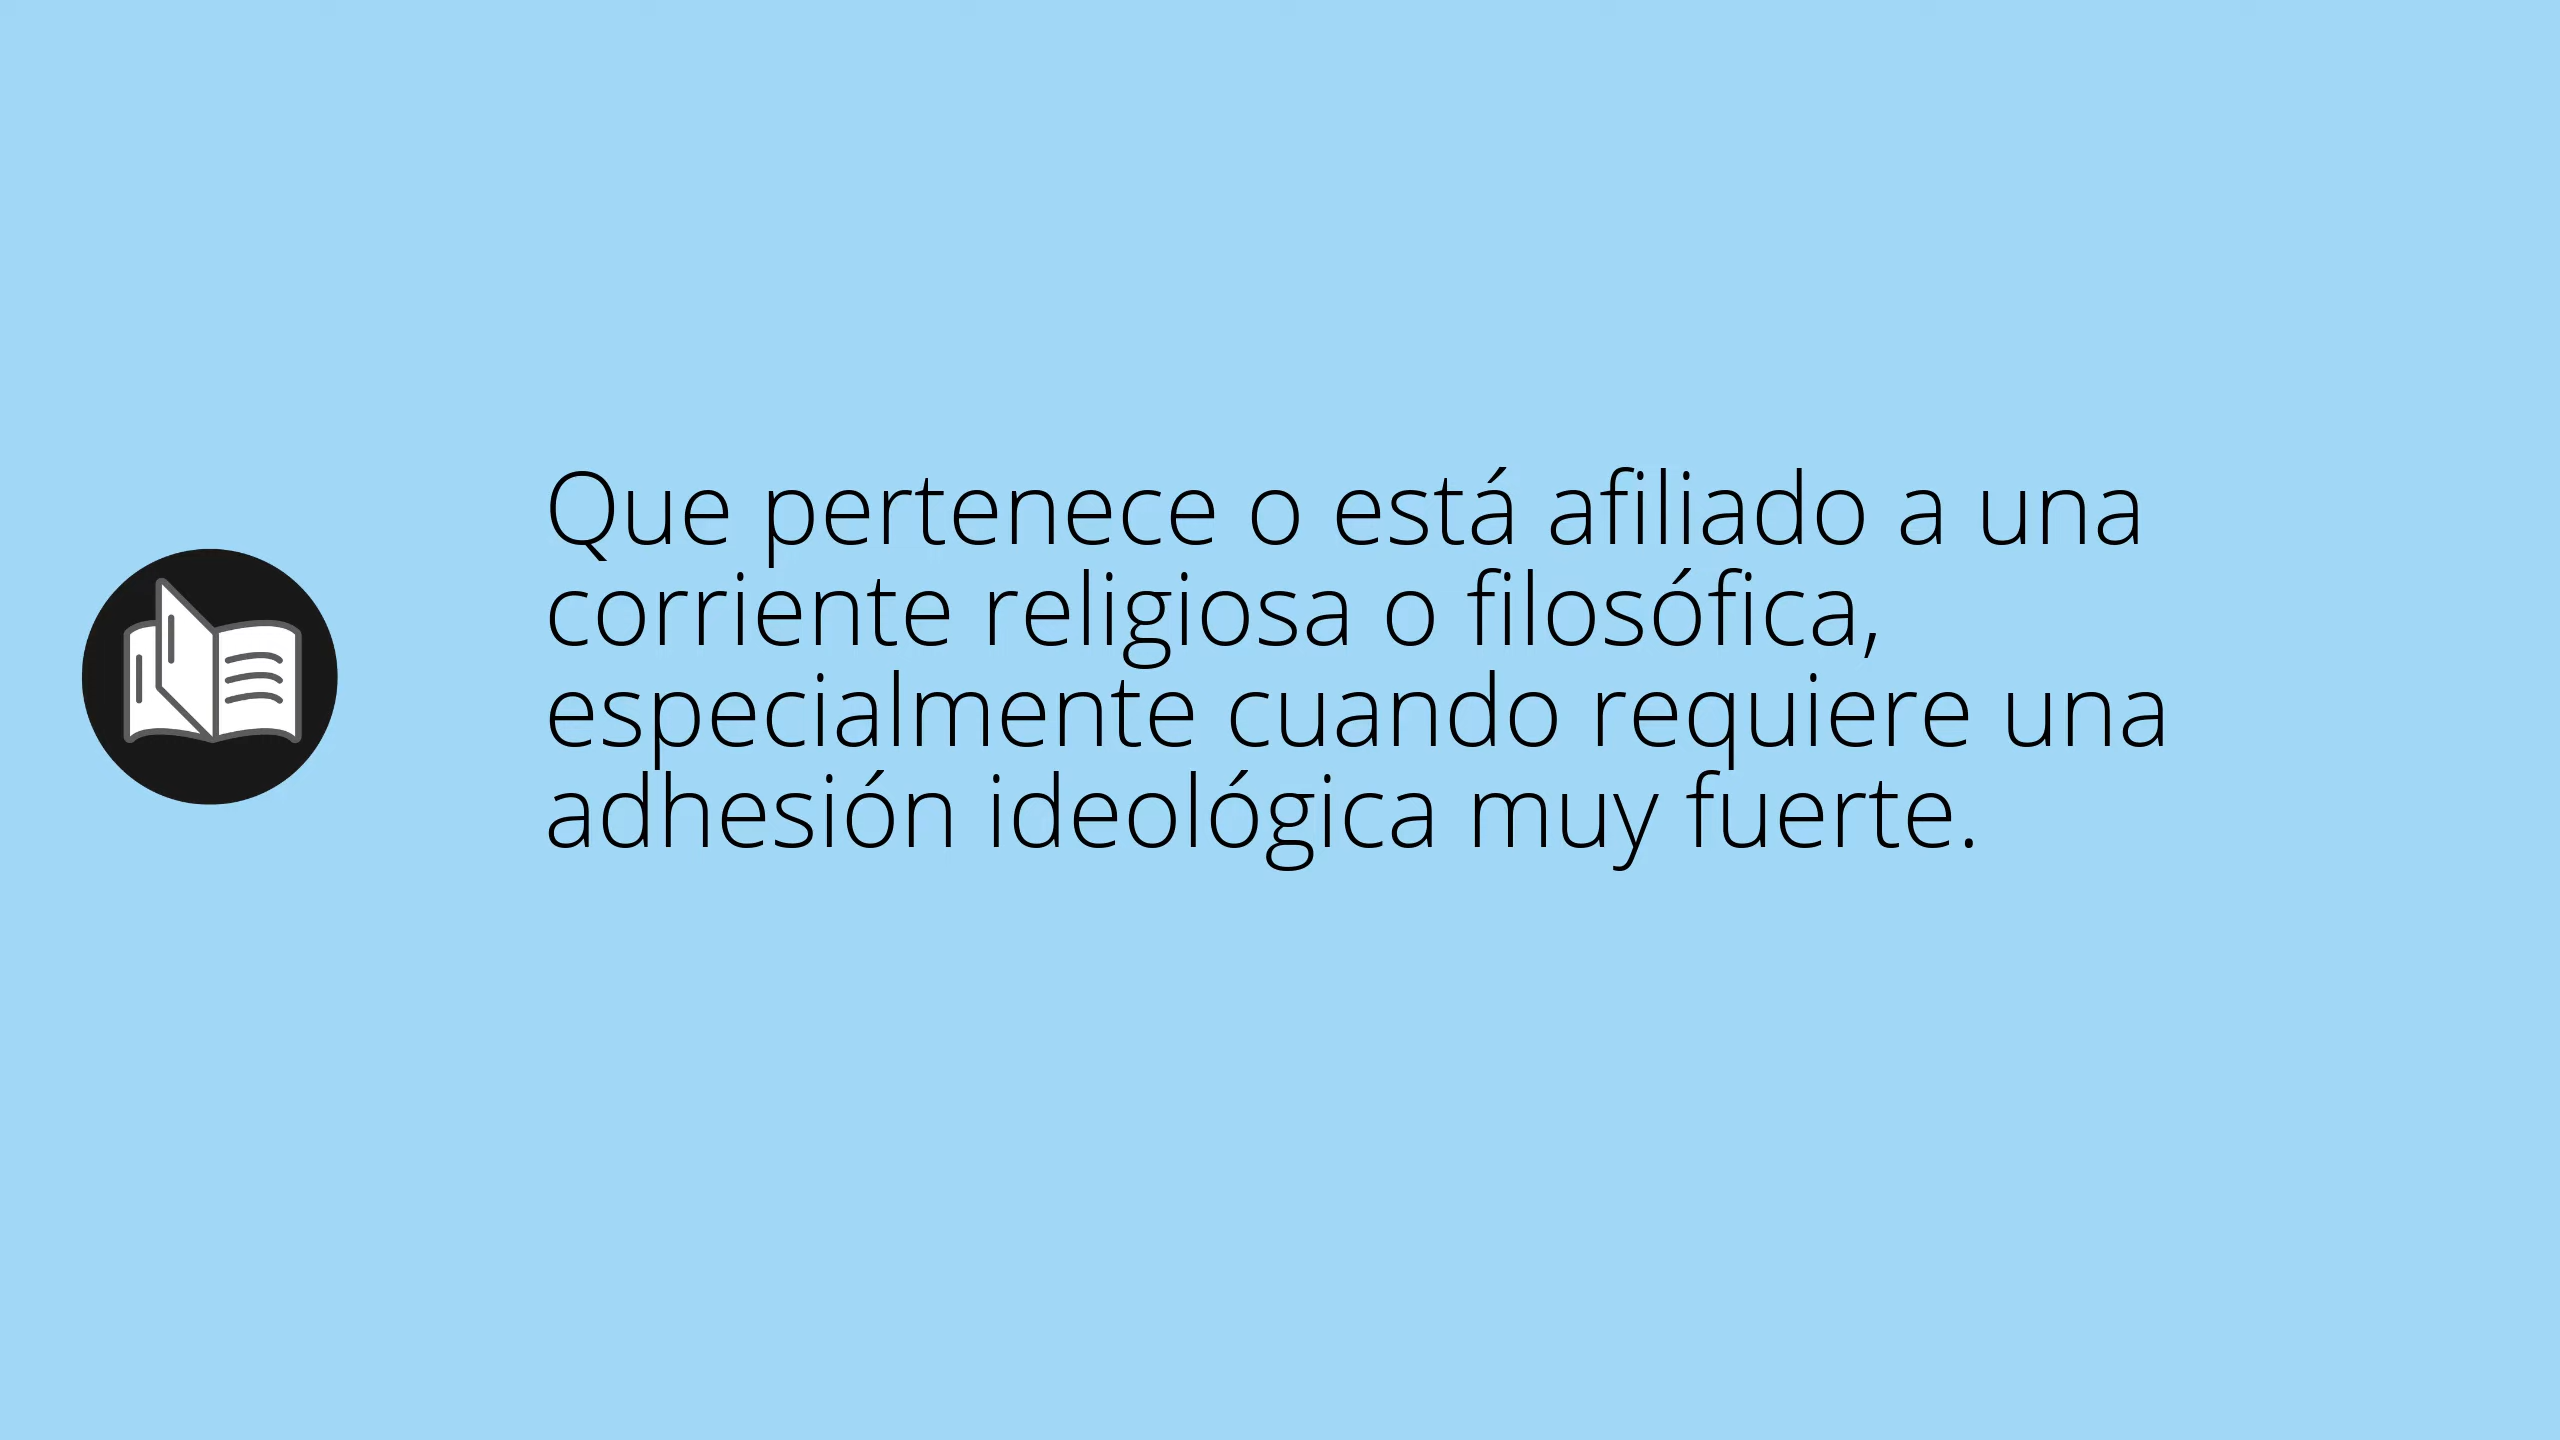 Que pertenece o está afiliado a una
corriente religiosa o filosófica,
especialmente cuando requiere una
adhesión ideológica muy fuerte.